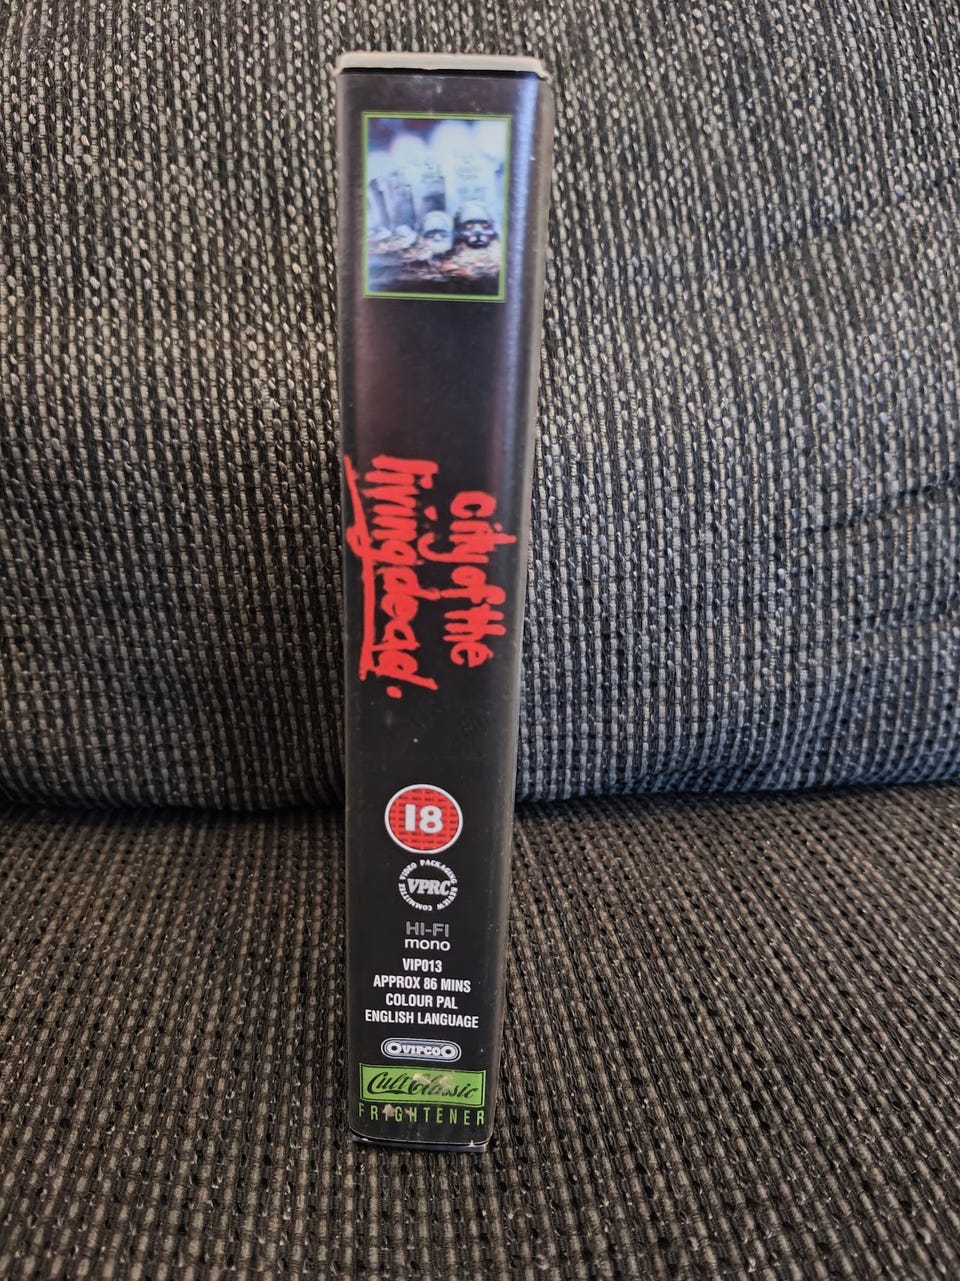 city of the
living dead.
18
VIDEO PACKAGING REVIEW COMMITTEE
VPRC
HI-FI
mono
VIP013
APPROX 86 MINS
COLOUR PAL
ENGLISH LANGUAGE
VIPCO
Cult Classic
FRIGHTENER